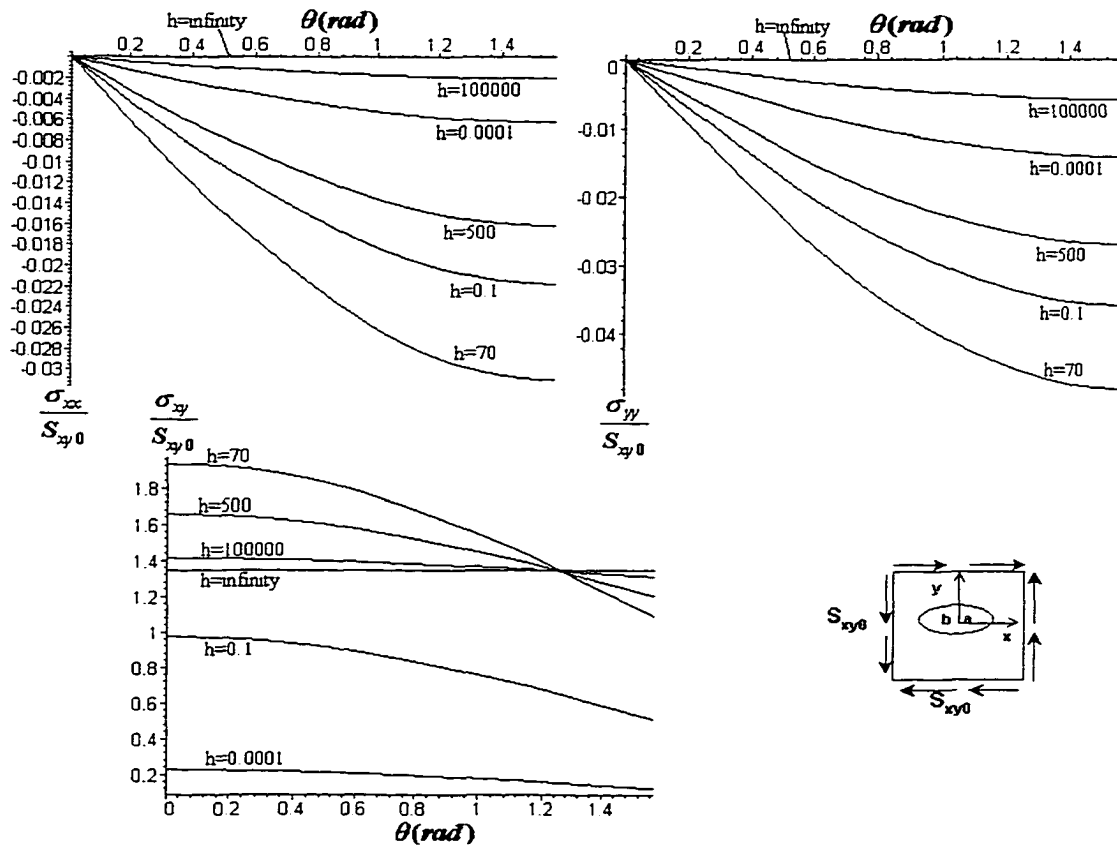 h=infinity θ(rad)
0.2 0.4 0.6 0.8 1 1.2 1.4
-0.002
-0.004
-0.006
-0.008
-0.01
-0.012
-0.014
-0.016
-0.018
-0.02
-0.022
-0.024
-0.026
-0.028
-0.03
h=100000
h=0.0001
h=500
h=0.1
h=70
σxx
Sxy0
h=infinity θ(rad)
0.2 0.4 0.6 0.8 1 1.2 1.4
0
-0.01
-0.02
-0.03
-0.04
h=100000
h=0.0001
h=500
h=0.1
h=70
σyy
Sxy0
σxy
Sxy0
1.8
1.6
1.4
1.2
1
0.8
0.6
0.4
0.2
h=70
h=500
h=100000
h=infinity
h=0.1
h=0.0001
0 0.2 0.4 0.6 0.8 1 1.2 1.4
θ(rad)
y
b a
x
Sxy0
Sxy0